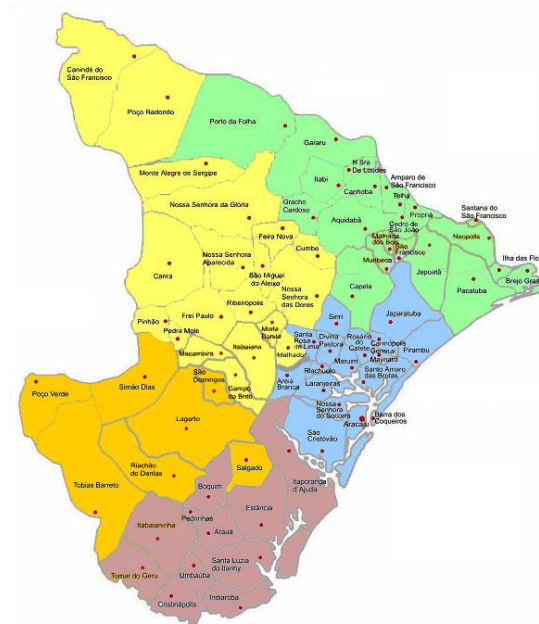 Canindé do
São Francisco
Poço Redondo
Porto da Folha
Gararu
Monte Alegre de Sergipe
N'Sra
De Lourdes
Itabi
Canhoba
Amparo de
São Francisco
Telha
Nossa Senhora da Glória
Gracho
Cardoso
Aquidabã
Propriá
Cedro de
São João
Santana do
São Francisco
Feira Nova
Malhada
dos Bois
São
Francisco
Neópolis
Nossa Senhora
Aparecida
Cumbe
Muribeca
Ilha das Flo
Carira
São Miguel
do Aleixo
Japoatã
Brejo Grand
Nossa
Senhora
das Dores
Capela
Pacatuba
Ribeirópolis
Frei Paulo
Siriri
Japaratuba
Pinhão
Pedra Mole
Moita
Bonita
Santa
Rosa
de Lima
Divina
Pastora
Rosário
do
Catete
Carmópolis
General
Maynard
Pirambu
Macambira
Itabaiana
Malhador
Maruim
Riachuelo
Santo Amaro
das Brotas
São
Domingos
Areia
Branca
Poço Verde
Simão Dias
Campo
do Brito
Laranjeiras
Nossa
Senhora
do Socorro
Barra dos
Coqueiros
Aracaju
Lagarto
São
Cristóvão
Riachão
do Dantas
Salgado
Itaporanga
d'Ajuda
Tobias Barreto
Boquim
Estância
Pedrinhas
Itabaianinha
Arauá
Santa Luzia
do Itanhy
Tomar do Geru
Umbaúba
Cristinápolis
Indiaroba